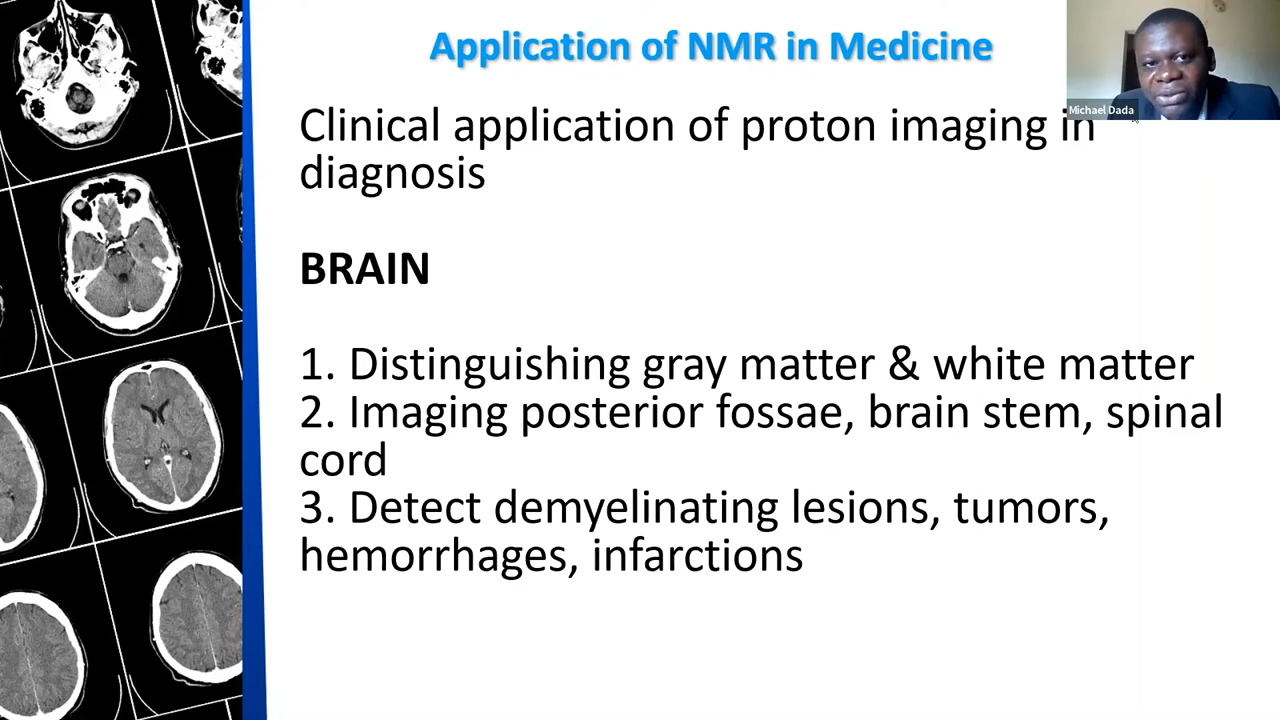 Application of NMR in Medicine
Michael Dada
Clinical application of proton imaging in
diagnosis
BRAIN
1. Distinguishing gray matter & white matter
2. Imaging posterior fossae, brain stem, spinal
cord
3. Detect demyelinating lesions, tumors,
hemorrhages, infarctions